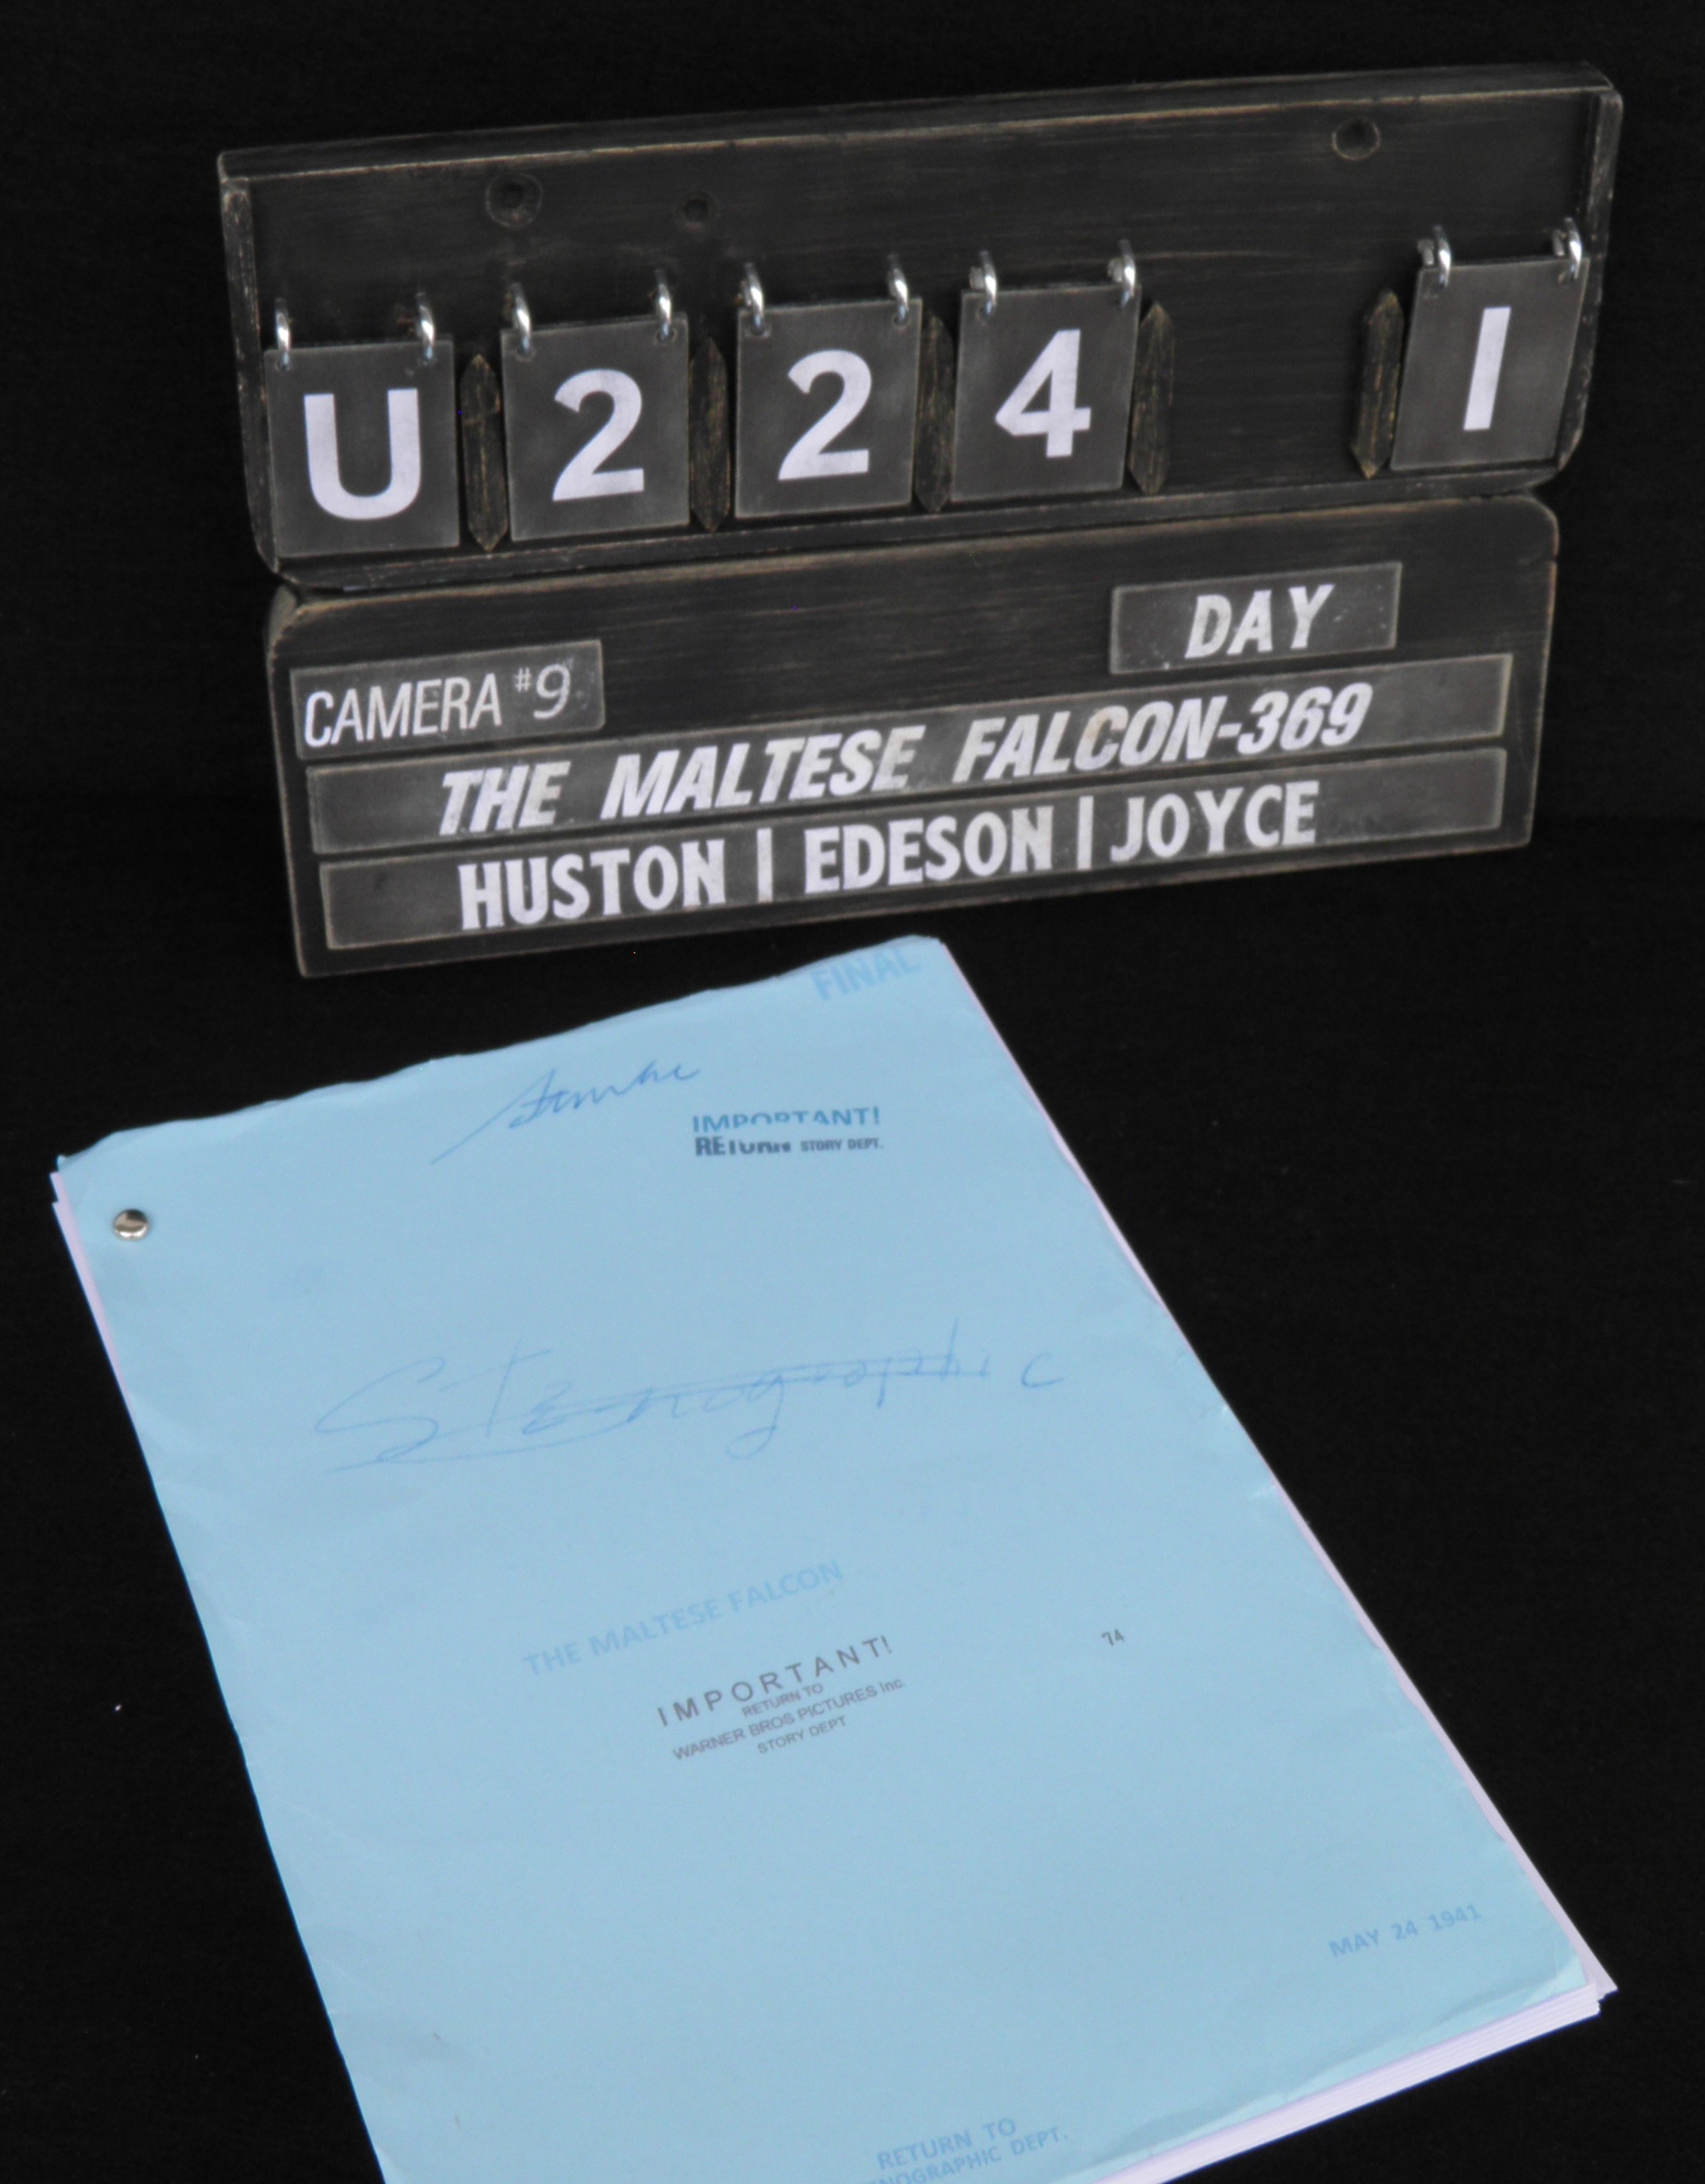 U 2 2 4 1
DAY
CAMERA #9
THE MALTESE FALCON-369
HUSTON | EDESON | JOYCE
FINAL
IMPORTANT!
RETURN STORY DEPT.
Stenographic
THE MALTESE FALCON
74
IMPORTANT!
RETURN TO
WARNER BROS PICTURES Inc.
STORY DEPT
MAY 24 1941
RETURN TO
ENOGRAPHIC DEPT.